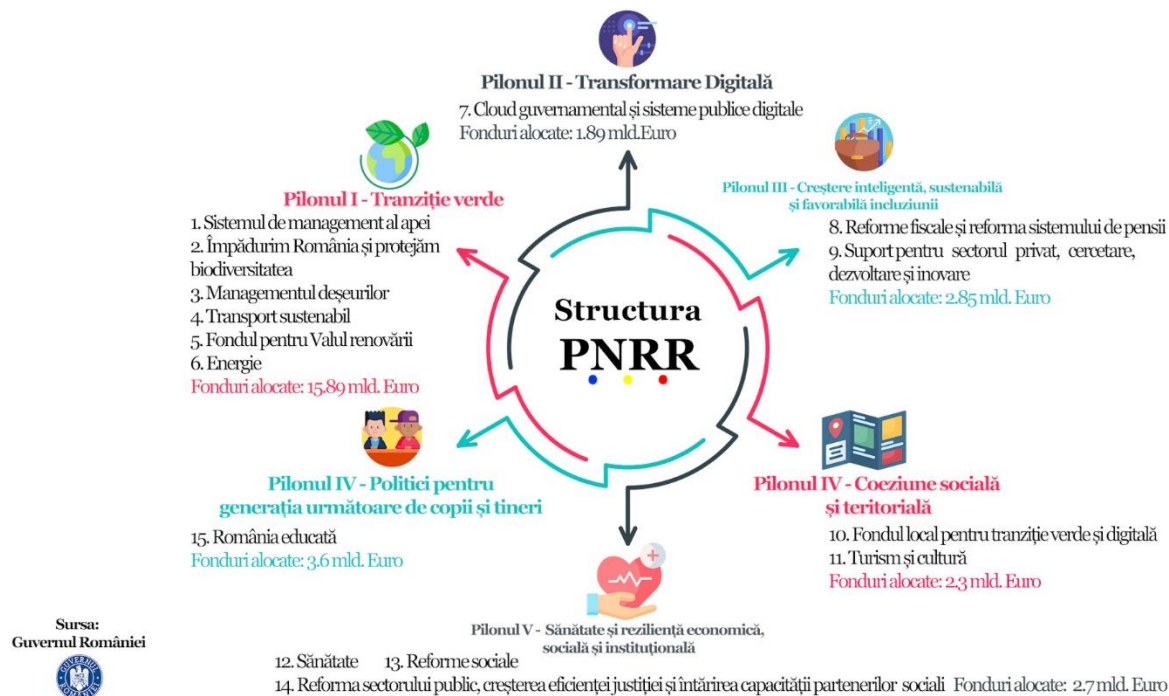 Pilonul II - Transformare Digitală
7. Cloud guvernamental și sisteme publice digitale
Fonduri alocate: 1.89 mld.Euro
Pilonul I - Tranziție verde
1. Sistemul de management al apei
2. Împădurim România și protejăm
biodiversitatea
3. Managementul deșeurilor
4. Transport sustenabil
5. Fondul pentru Valul renovării
6. Energie
Fonduri alocate: 15.89 mld. Euro
Pilonul III - Creștere inteligentă, sustenabilă
și favorabilă incluziunii
8. Reforme fiscale și reforma sistemului de pensii
9. Suport pentru sectorul privat, cercetare,
dezvoltare și inovare
Fonduri alocate: 2.85 mld. Euro
Structura
PNRR
Pilonul IV - Politici pentru
generația următoare de copii și tineri
15. România educată
Fonduri alocate: 3.6 mld. Euro
Pilonul IV - Coeziune socială
și teritorială
10. Fondul local pentru tranziție verde și digitală
11. Turism și cultură
Fonduri alocate: 2.3 mld. Euro
Pilonul V - Sănătate și reziliență economică,
socială și instituțională
12. Sănătate 13. Reforme sociale
14. Reforma sectorului public, creșterea eficienței justiției și întărirea capacității partenerilor sociali Fonduri alocate: 2.7 mld. Euro
Sursa:
Guvernul României
GUVERNUL
ROMÂNIEI